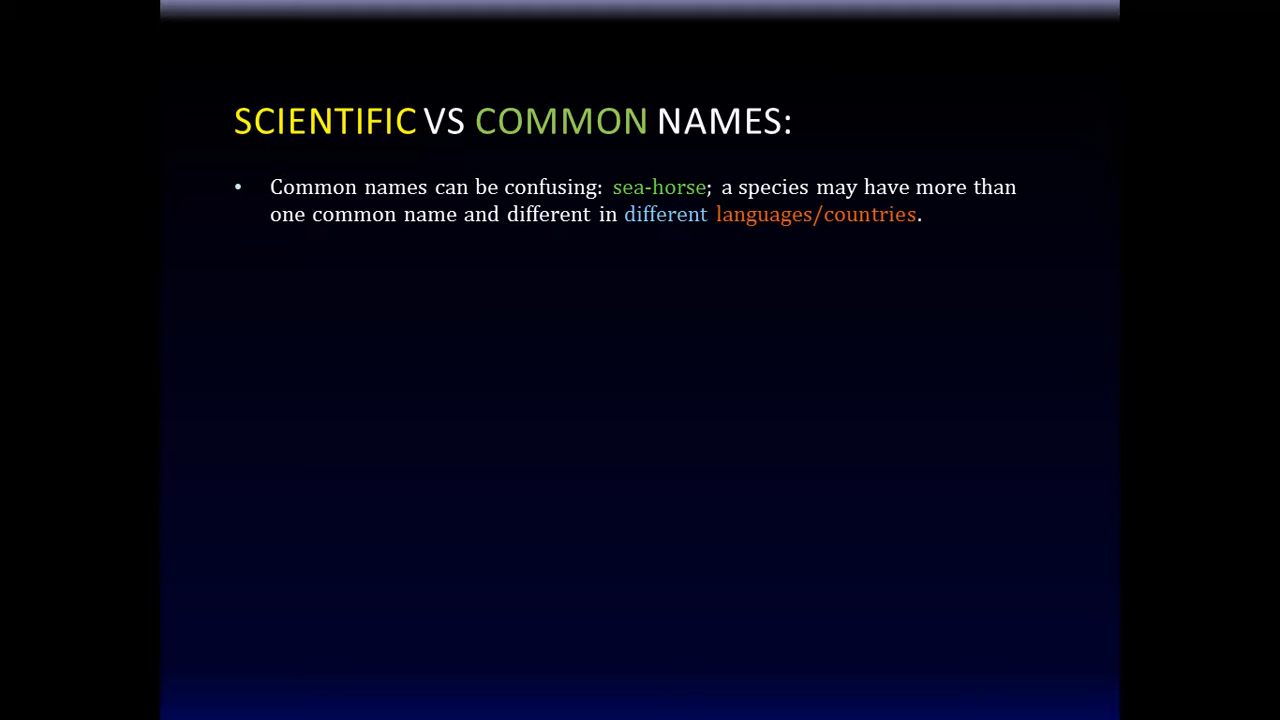 SCIENTIFIC VS COMMON NAMES:
• Common names can be confusing: sea-horse; a species may have more than
one common name and different in different languages/countries.